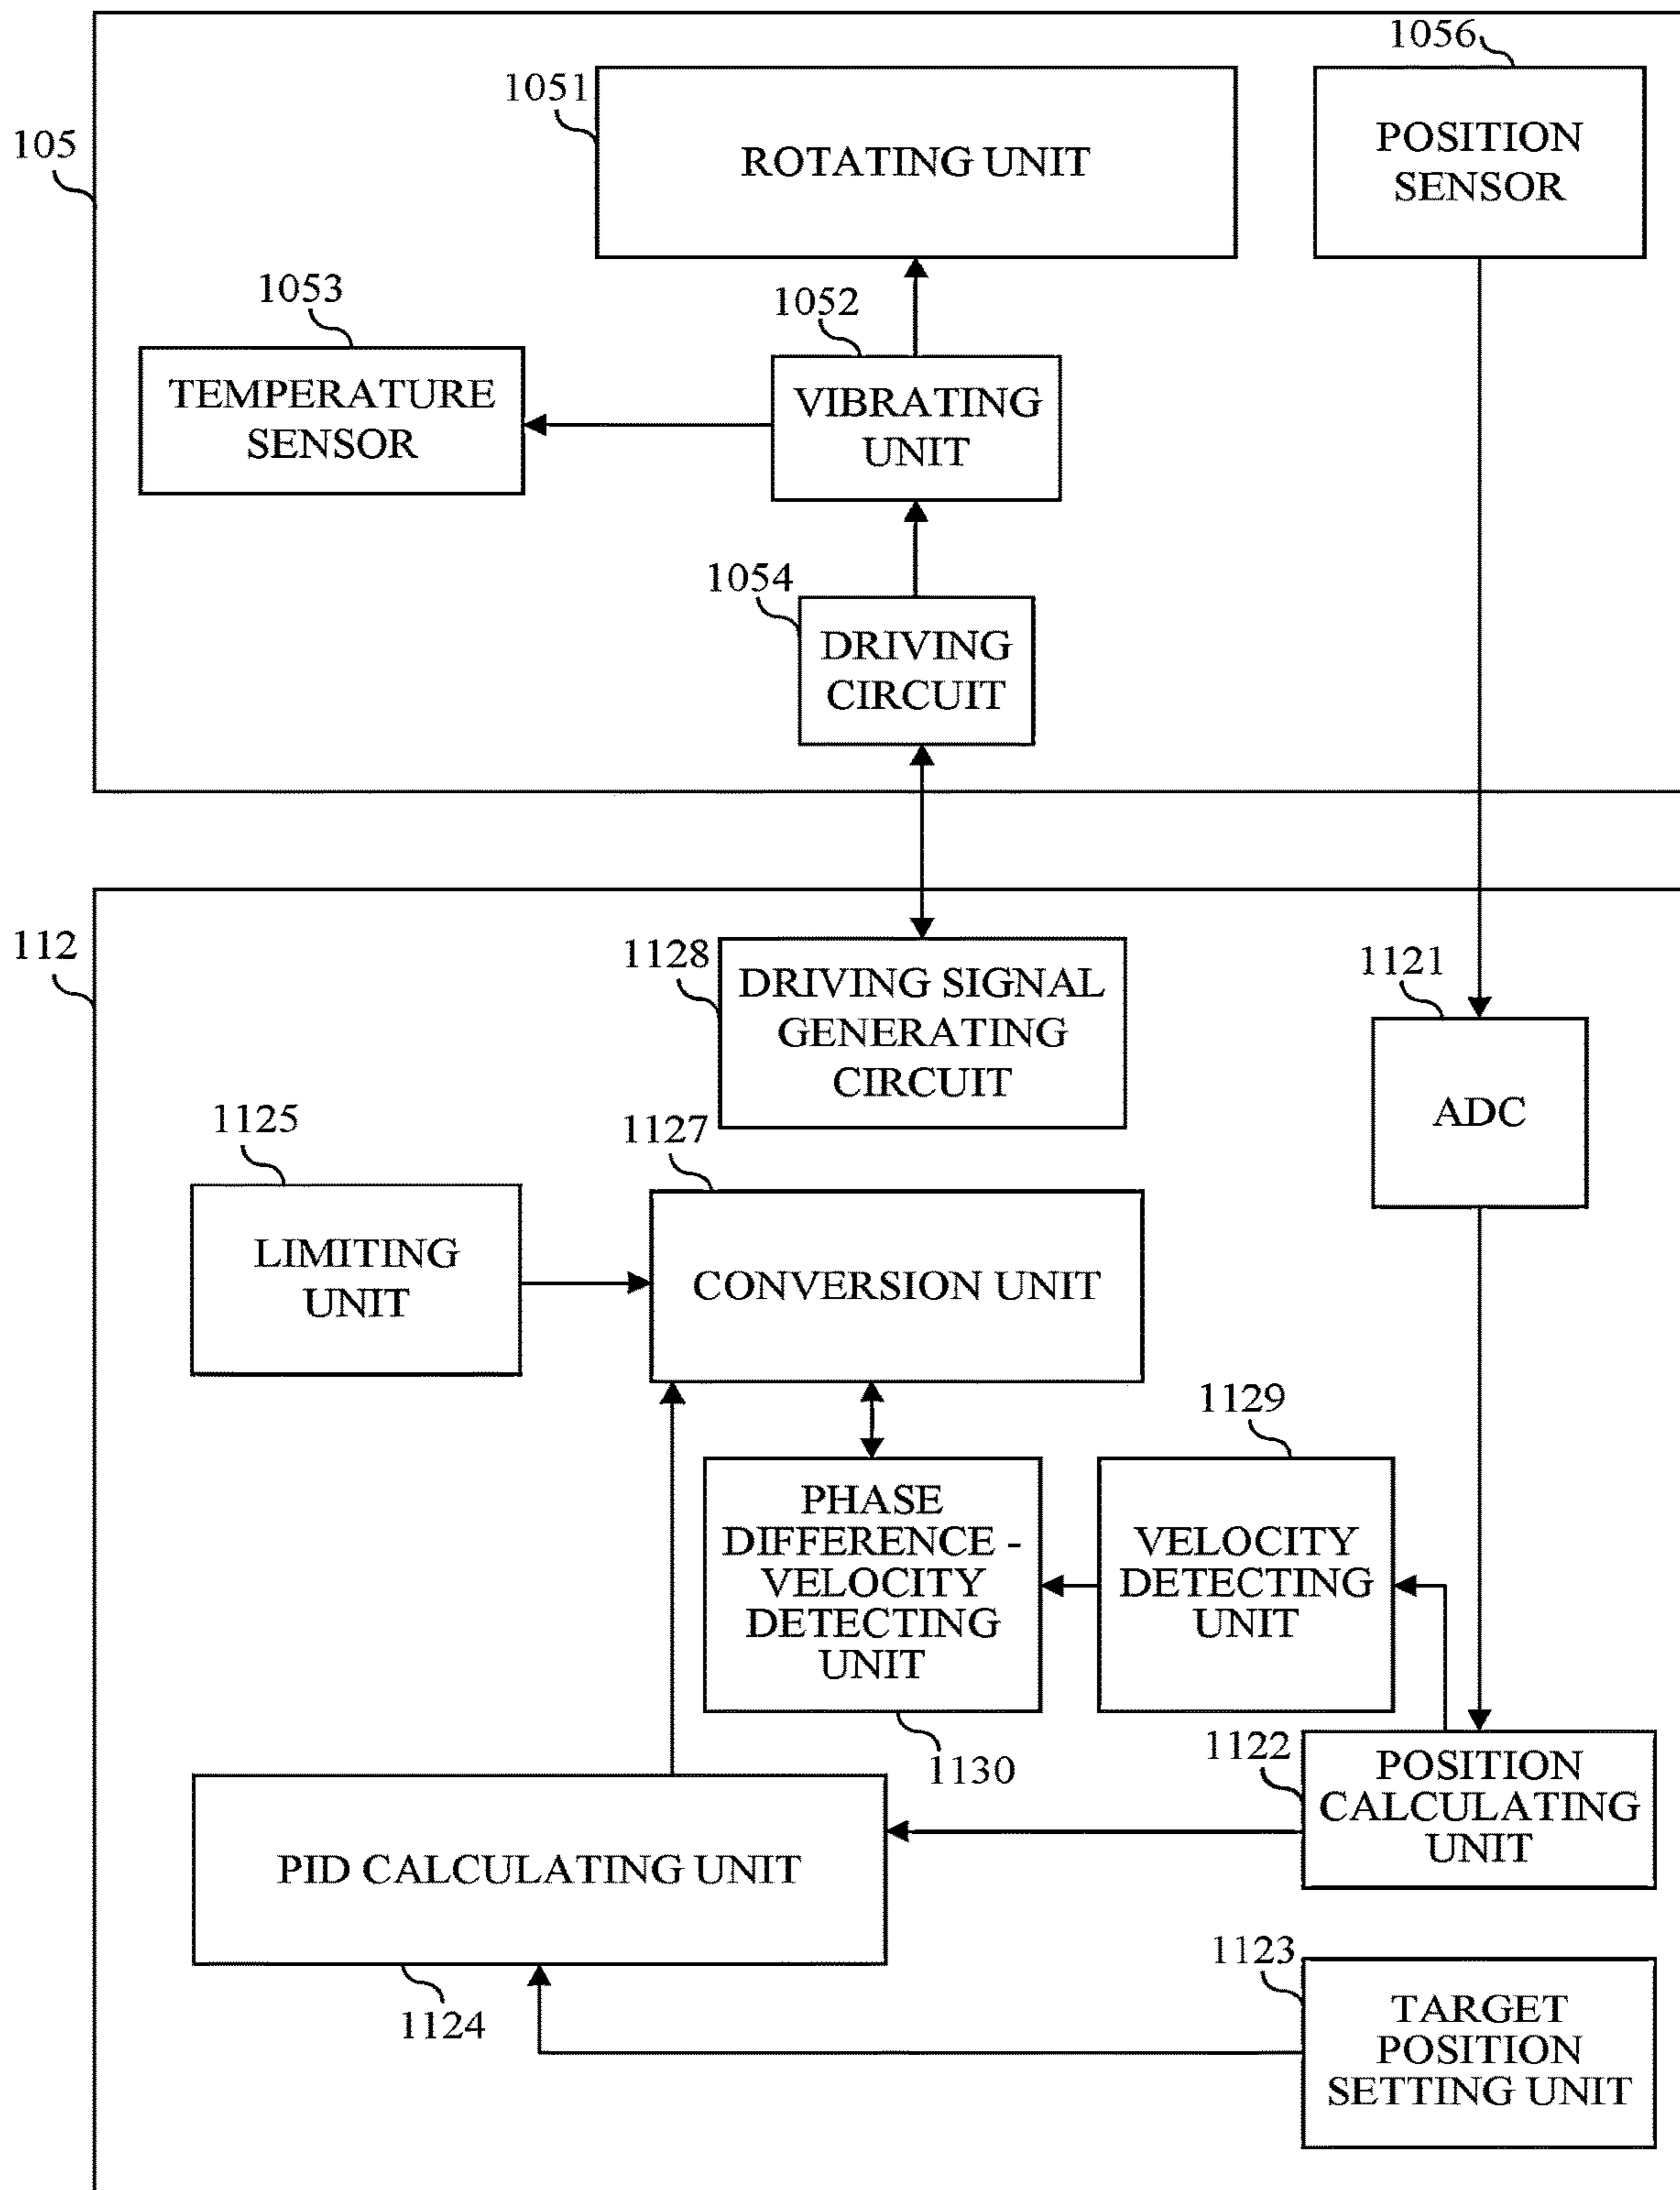 105
1051
ROTATING UNIT
1056
POSITION
SENSOR
1053
TEMPERATURE
SENSOR
1052
VIBRATING
UNIT
1054
DRIVING
CIRCUIT
112
1128
DRIVING SIGNAL
GENERATING
CIRCUIT
1121
ADC
1125
LIMITING
UNIT
1127
CONVERSION UNIT
1129
VELOCITY
DETECTING
UNIT
PHASE
DIFFERENCE -
VELOCITY
DETECTING
UNIT
1130
1122
POSITION
CALCULATING
UNIT
PID CALCULATING UNIT
1124
1123
TARGET
POSITION
SETTING UNIT